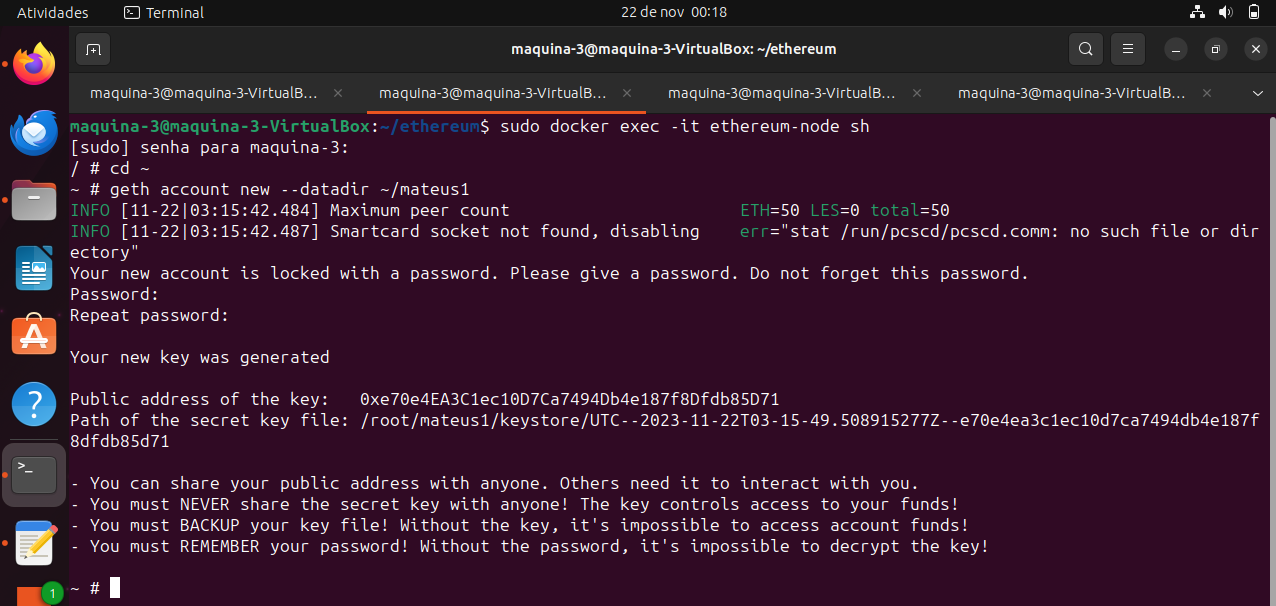 Atividades
Terminal
22 de nov 00:18
maquina-3@maquina-3-VirtualBox: ~/ethereum
maquina-3@maquina-3-VirtualB...
maquina-3@maquina-3-VirtualB...
maquina-3@maquina-3-VirtualB...
maquina-3@maquina-3-VirtualB...
maquina-3@maquina-3-VirtualBox:~/ethereum$ sudo docker exec -it ethereum-node sh
[sudo] senha para maquina-3:
/ # cd ~
~ # geth account new --datadir ~/mateus1
INFO [11-22|03:15:42.484] Maximum peer count ETH=50 LES=0 total=50
INFO [11-22|03:15:42.487] Smartcard socket not found, disabling err="stat /run/pcscd/pcscd.comm: no such file or dir
ectory"
Your new account is locked with a password. Please give a password. Do not forget this password.
Password:
Repeat password:
Your new key was generated
Public address of the key: 0xe70e4EA3C1ec10D7Ca7494Db4e187f8Dfdb85D71
Path of the secret key file: /root/mateus1/keystore/UTC--2023-11-22T03-15-49.508915277Z--e70e4ea3c1ec10d7ca7494db4e187f
8dfdb85d71
- You can share your public address with anyone. Others need it to interact with you.
- You must NEVER share the secret key with anyone! The key controls access to your funds!
- You must BACKUP your key file! Without the key, it's impossible to access account funds!
- You must REMEMBER your password! Without the password, it's impossible to decrypt the key!
~ #
1